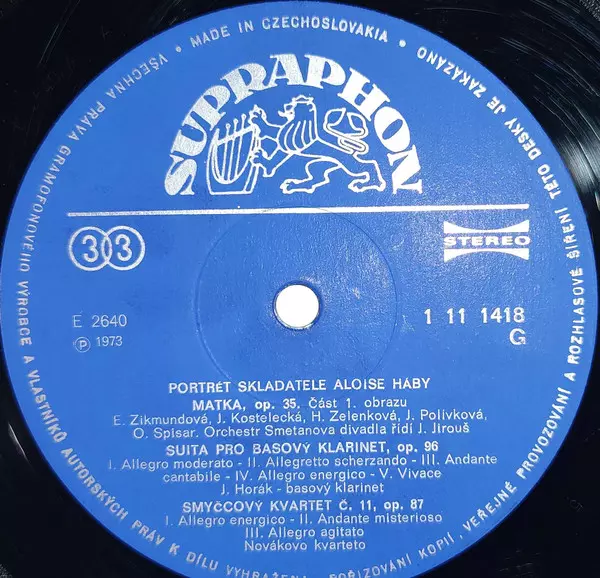 VŠECHNA PRÁVA GRAMOFONOVÉHO VÝROBCE A VLASTNÍKŮ AUTORSKÝCH PRÁV K DÍLU VYHRAŽENA
MADE IN CZECHOSLOVAKIA
KOPÍ, VEŘEJNÉ PROVOZOVÁNÍ A ROZHLASOVÉ ŠÍŘENÍ TÉTO DESKY JE ZAKÁZÁNO
SUPRAPHON
33
STEREO
E 2640
1 11 1418
Ⓟ 1973
G
PORTRÉT SKLADATELE ALOISE HÁBY
MATKA, op. 35. Část 1. obrazu
E. Zikmundová, J. Kostelecká, H. Zelenková, J. Polívková,
O. Spisar. Orchestr Smetanova divadla řídí J. Jirouš
SUITA PRO BASOVÝ KLARINET, op. 96
I. Allegro moderato - II. Allegretto scherzando - III. Andante
cantabile - IV. Allegro energico - V. Vivace
J. Horák - basový klarinet
SMYČCOVÝ KVARTET Č. 11, op. 87
I. Allegro energico - II. Andante misterioso
III. Allegro agitato
Novákovo kvarteto